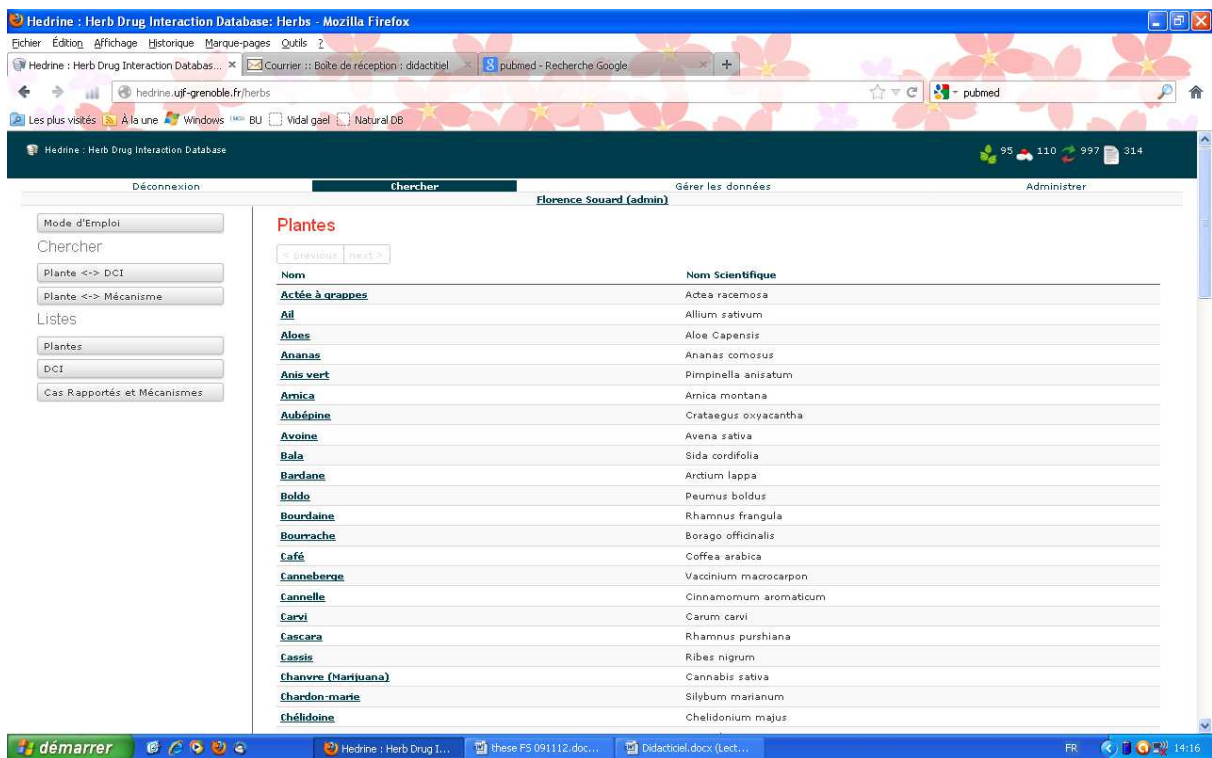 Hedrine : Herb Drug Interaction Database: Herbs - Mozilla Firefox
Fichier Édition Affichage Historique Marque-pages Outils ?
Hedrine : Herb Drug Interaction Databas... × Courrier :: Boîte de réception : didactitiel × pubmed - Recherche Google × +
hedrine.ujf-grenoble.fr/herbs pubmed
Les plus visités À la une Windows BU Vidal gael Natural DB
Hedrine : Herb Drug Interaction Database 95 110 997 314
Déconnexion Chercher Gérer les données Administrer
Florence Souard (admin)
Mode d'Emploi
Chercher
Plante <-> DCI
Plante <-> Mécanisme
Listes
Plantes
DCI
Cas Rapportés et Mécanismes
Plantes
< previous next >
Nom Nom Scientifique
Actée à grappes Actea racemosa
Ail Allium sativum
Aloes Aloe Capensis
Ananas Ananas comosus
Anis vert Pimpinella anisatum
Arnica Arnica montana
Aubépine Crataegus oxyacantha
Avoine Avena sativa
Bala Sida cordifolia
Bardane Arctium lappa
Boldo Peumus boldus
Bourdaine Rhamnus frangula
Bourrache Borago officinalis
Café Coffea arabica
Canneberge Vaccinium macrocarpon
Cannelle Cinnamomum aromaticum
Carvi Carum carvi
Cascara Rhamnus purshiana
Cassis Ribes nigrum
Chanvre (Marijuana) Cannabis sativa
Chardon-marie Silybum marianum
Chélidoine Chelidonium majus
démarrer Hedrine : Herb Drug I... these FS 091112.doc... Didacticiel.docx (Lect... FR 14:16